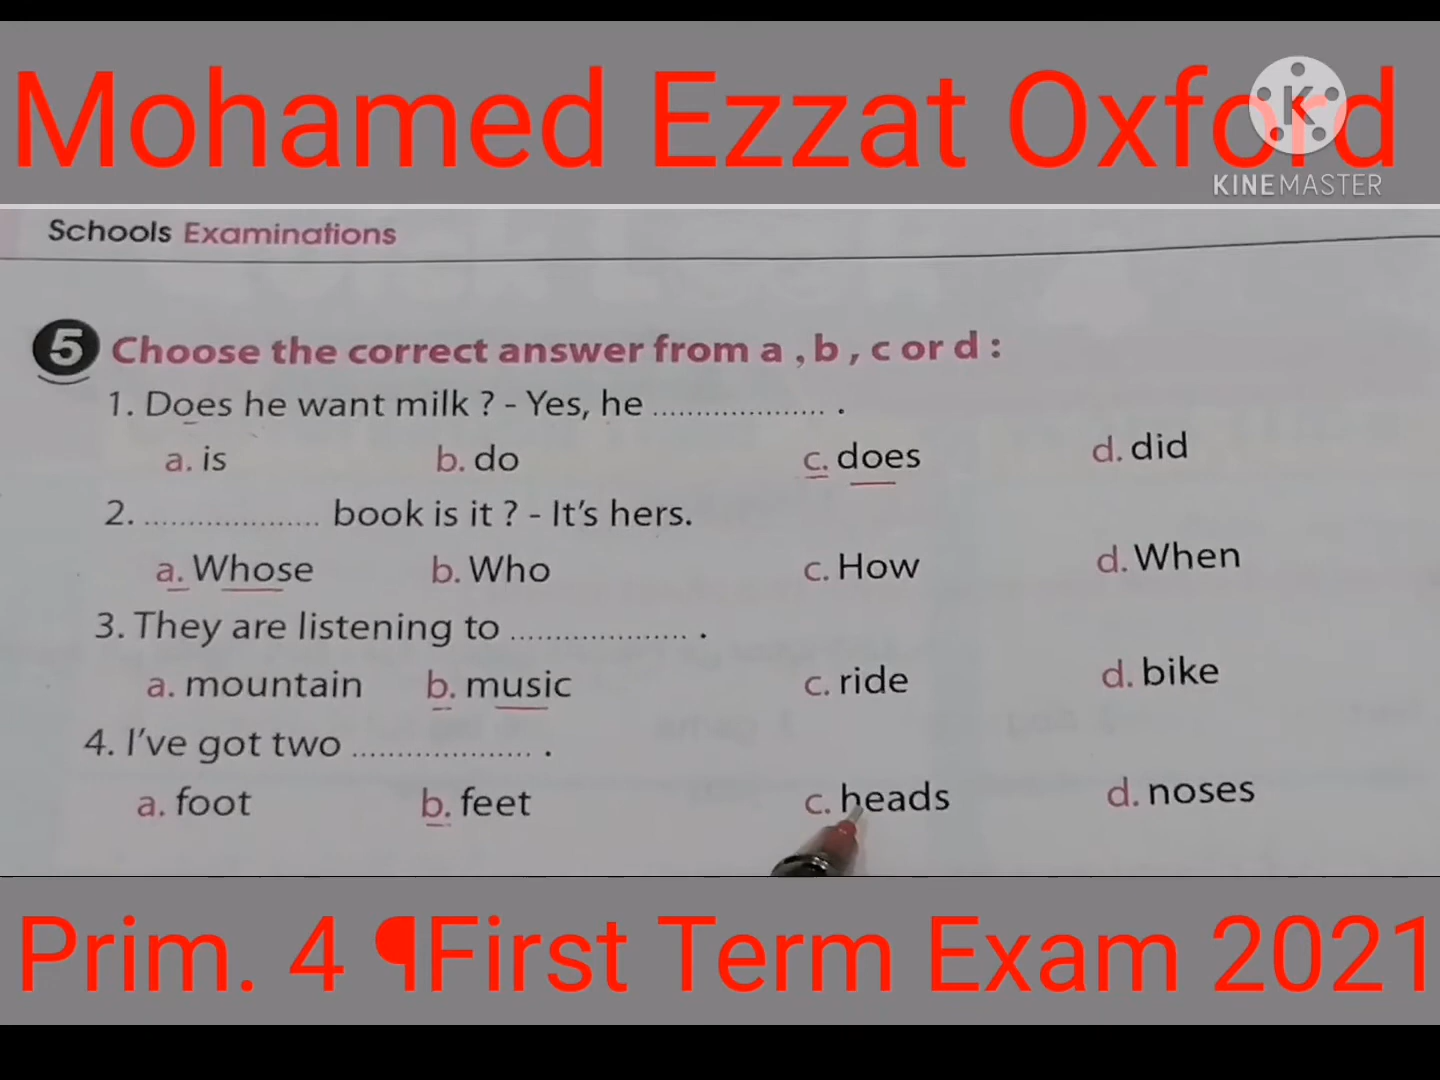 Mohamed Ezzat Oxford
KINEMASTER
Schools Examinations
5 Choose the correct answer from a , b , c or d :
1. Does he want milk ? - Yes, he .................... .
a. is b. do c. does d. did
2. .................... book is it ? - It's hers.
a. Whose b. Who c. How d. When
3. They are listening to .................... .
a. mountain b. music c. ride d. bike
4. I've got two .................... .
a. foot b. feet c. heads d. noses
Prim. 4 ¶First Term Exam 2021